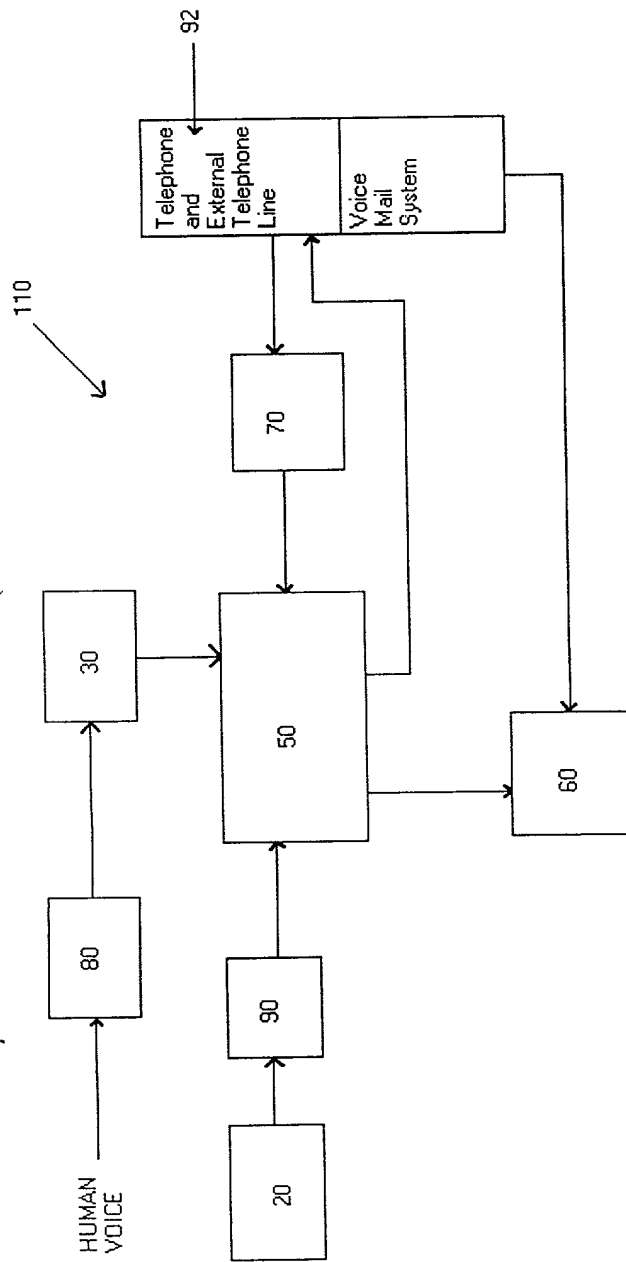 110
HUMAN
VOICE
80
30
20
90
50
70
Telephone
and
External
Telephone
Line
92
Voice
Mail
System
60